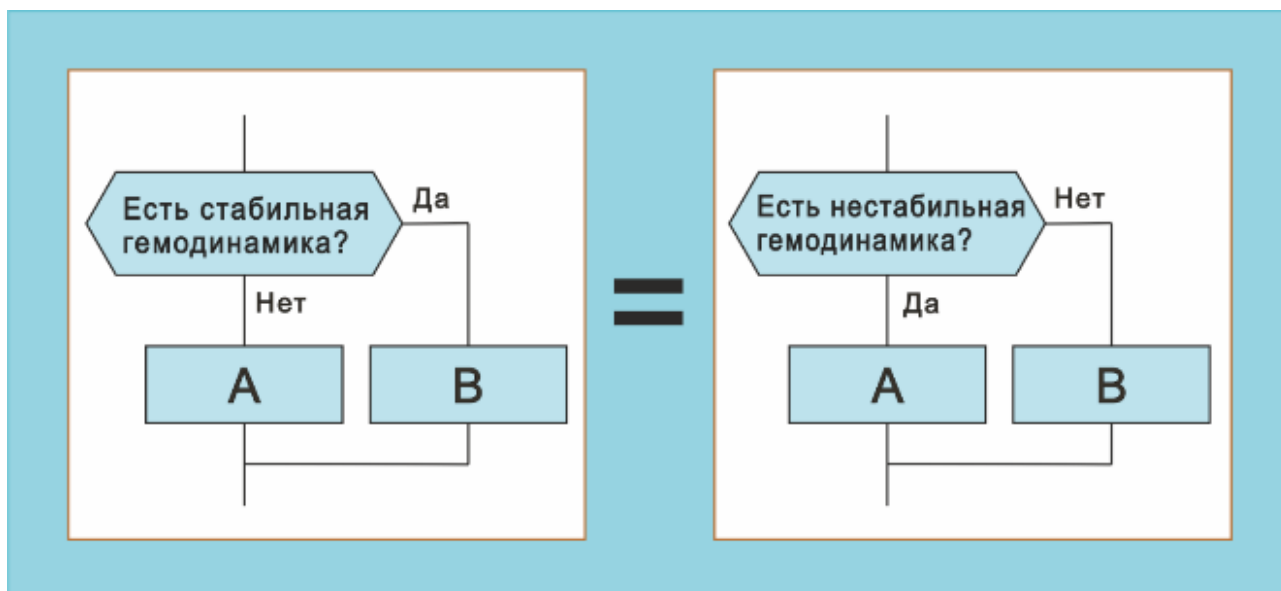 Есть стабильная
гемодинамика?
Да
Нет
А
В
=
Есть нестабильная
гемодинамика?
Нет
Да
А
В